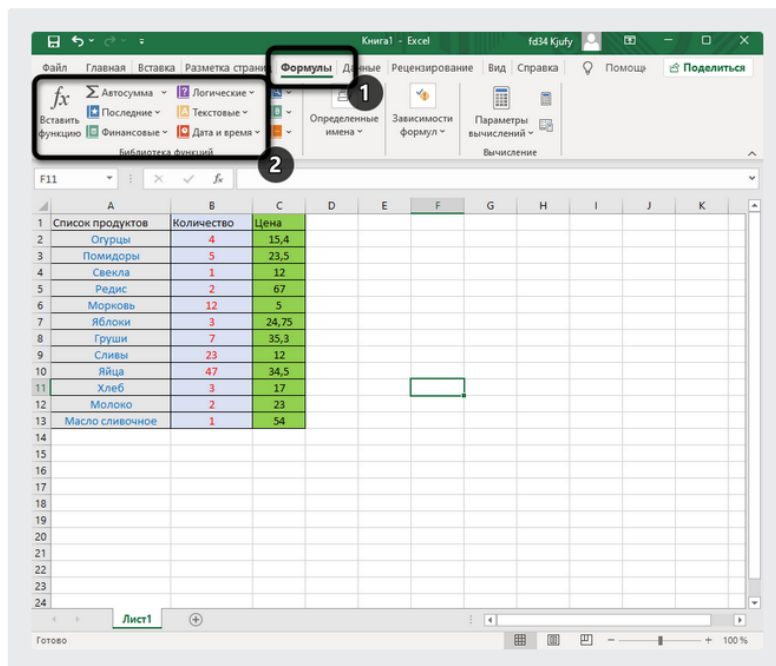 Книга1 - Excel fd34 Kjufy
Файл Главная Вставка Разметка страниц Формулы Данные Рецензирование Вид Справка Помощь Поделиться
1
fx Вставить функцию
Автосумма
Последние
Финансовые
Логические
Текстовые
Дата и время
Определенные имена
Зависимости формул
Параметры вычислений
Библиотека функций Вычисление
2
F11 fx
A B C D E F G H I J K
1 Список продуктов Количество Цена
2 Огурцы 4 15,4
3 Помидоры 5 23,5
4 Свекла 1 12
5 Редис 2 67
6 Морковь 12 5
7 Яблоки 3 24,75
8 Груши 7 35,3
9 Сливы 23 12
10 Яйца 47 34,5
11 Хлеб 3 17
12 Молоко 2 23
13 Масло сливочное 1 54
14
15
16
17
18
19
20
21
22
23
24
Лист1
Готово 100 %